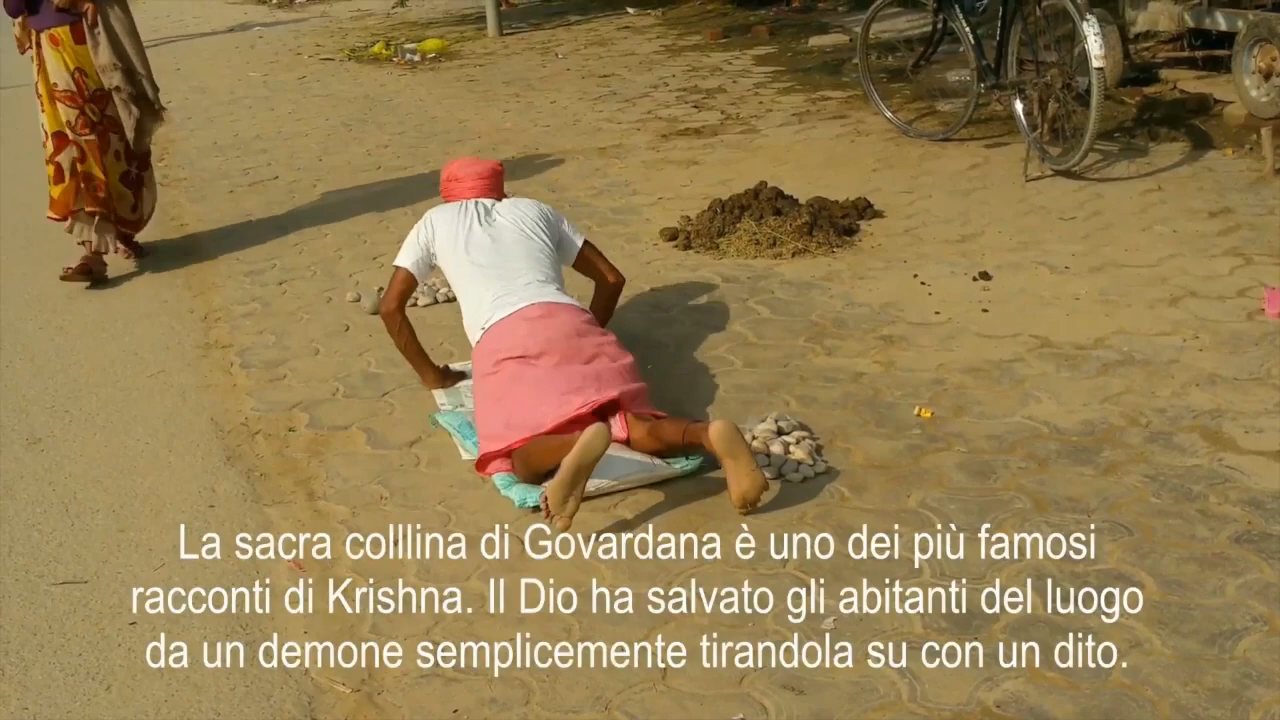 La sacra colllina di Govardana è uno dei più famosi
racconti di Krishna. Il Dio ha salvato gli abitanti del luogo
da un demone semplicemente tirandola su con un dito.